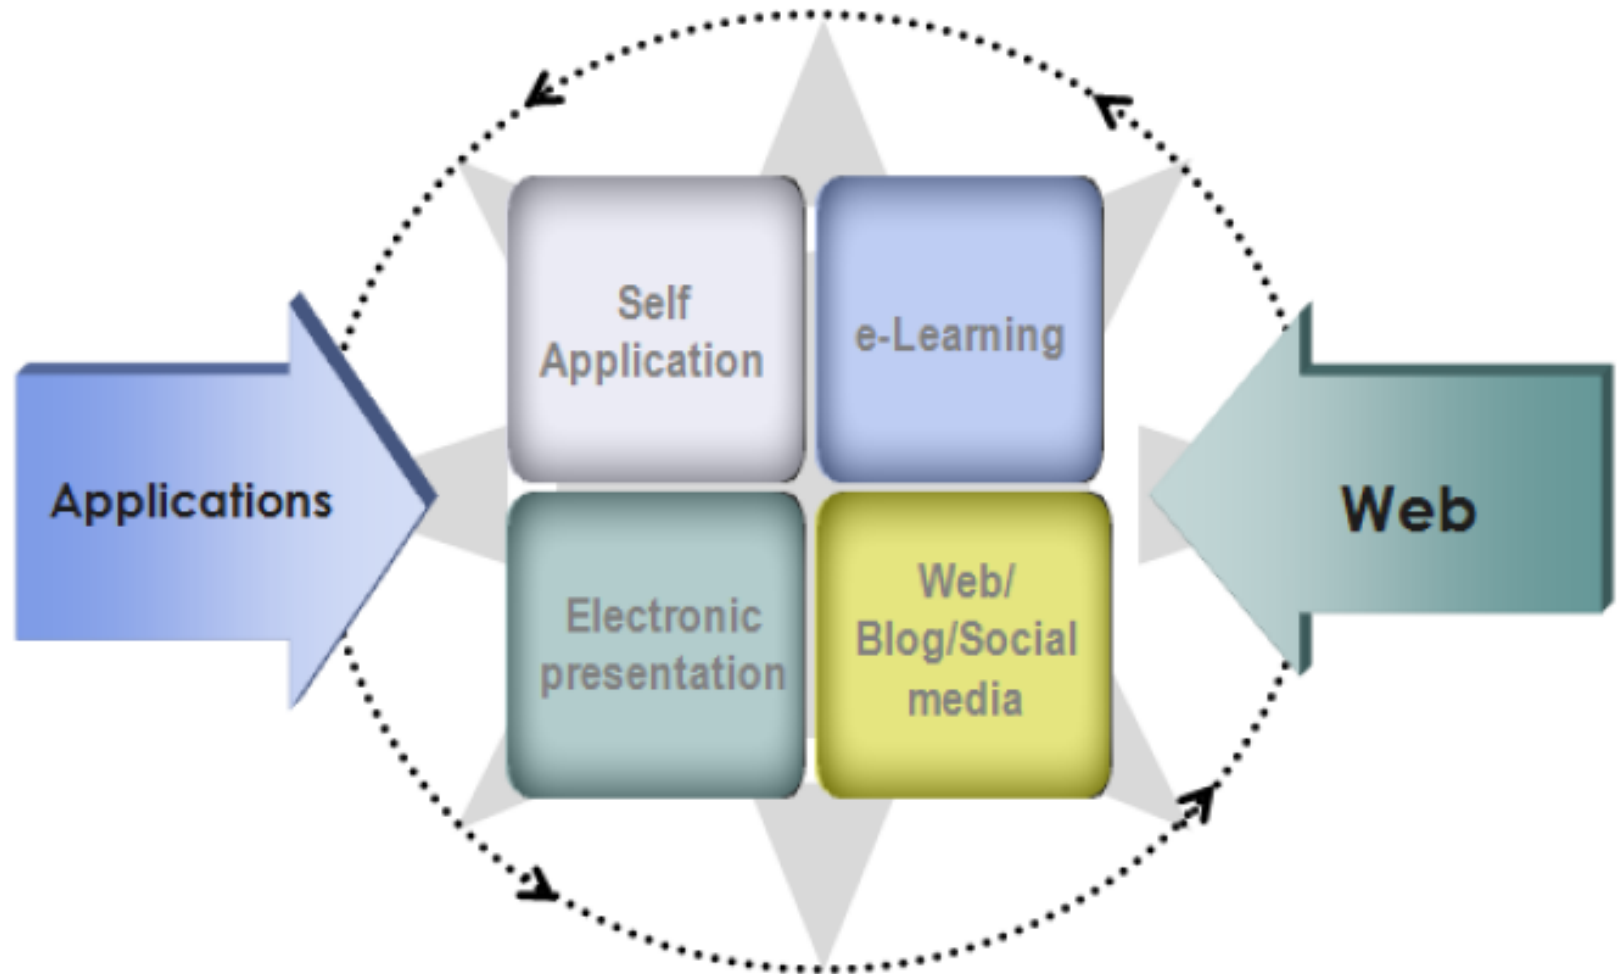 Self
Application
e-Learning
Applications
Web
Electronic
presentation
Web/
Blog/Social
media